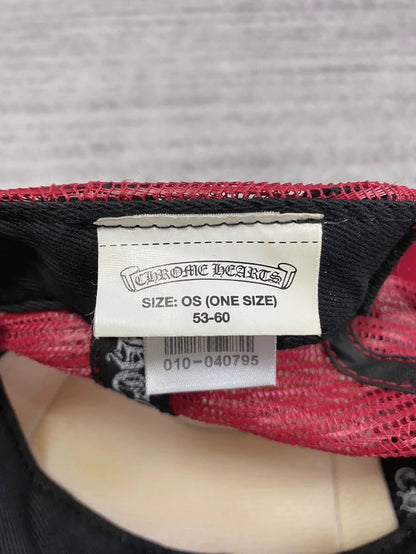 CHROME HEARTS
SIZE: OS (ONE SIZE)
53-60
010-040795